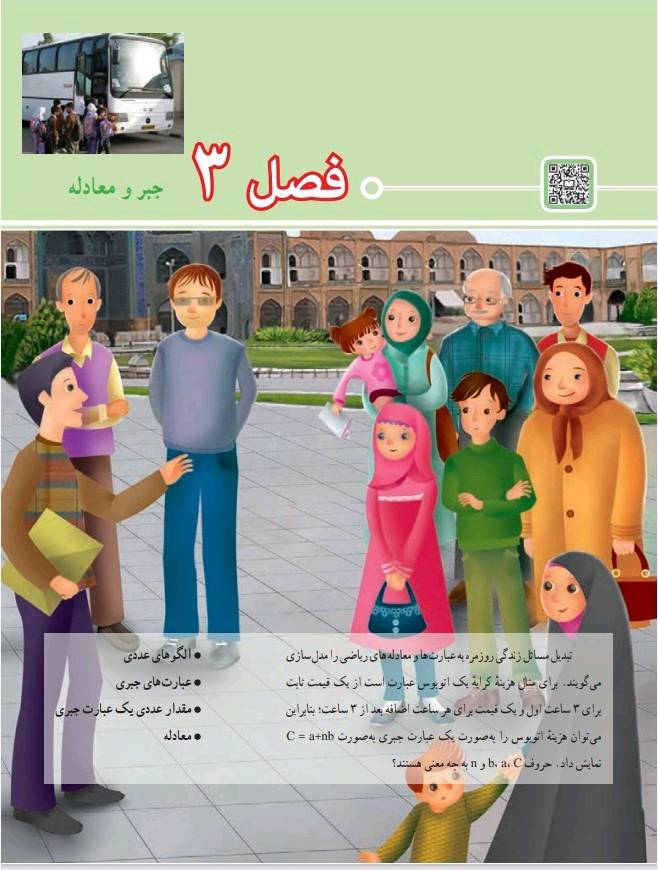 فصل ۳
جبر و معادله
تبدیل مسائل زندگی روزمره به عبارت‌ها و معادله‌های ریاضی را مدل‌سازی
می‌گویند. برای مثال هزینهٔ کرایهٔ یک اتوبوس عبارت است از یک قیمت ثابت
برای ۳ ساعت اول و یک قیمت برای هر ساعت اضافه بعد از ۳ ساعت؛ بنابراین
می‌توان هزینهٔ اتوبوس را به‌صورت یک عبارت جبری به‌صورت C = a+nb
نمایش داد. حروف b، a، C و n به چه معنی هستند؟
● الگوهای عددی
● عبارت‌های جبری
● مقدار عددی یک عبارت جبری
● معادله